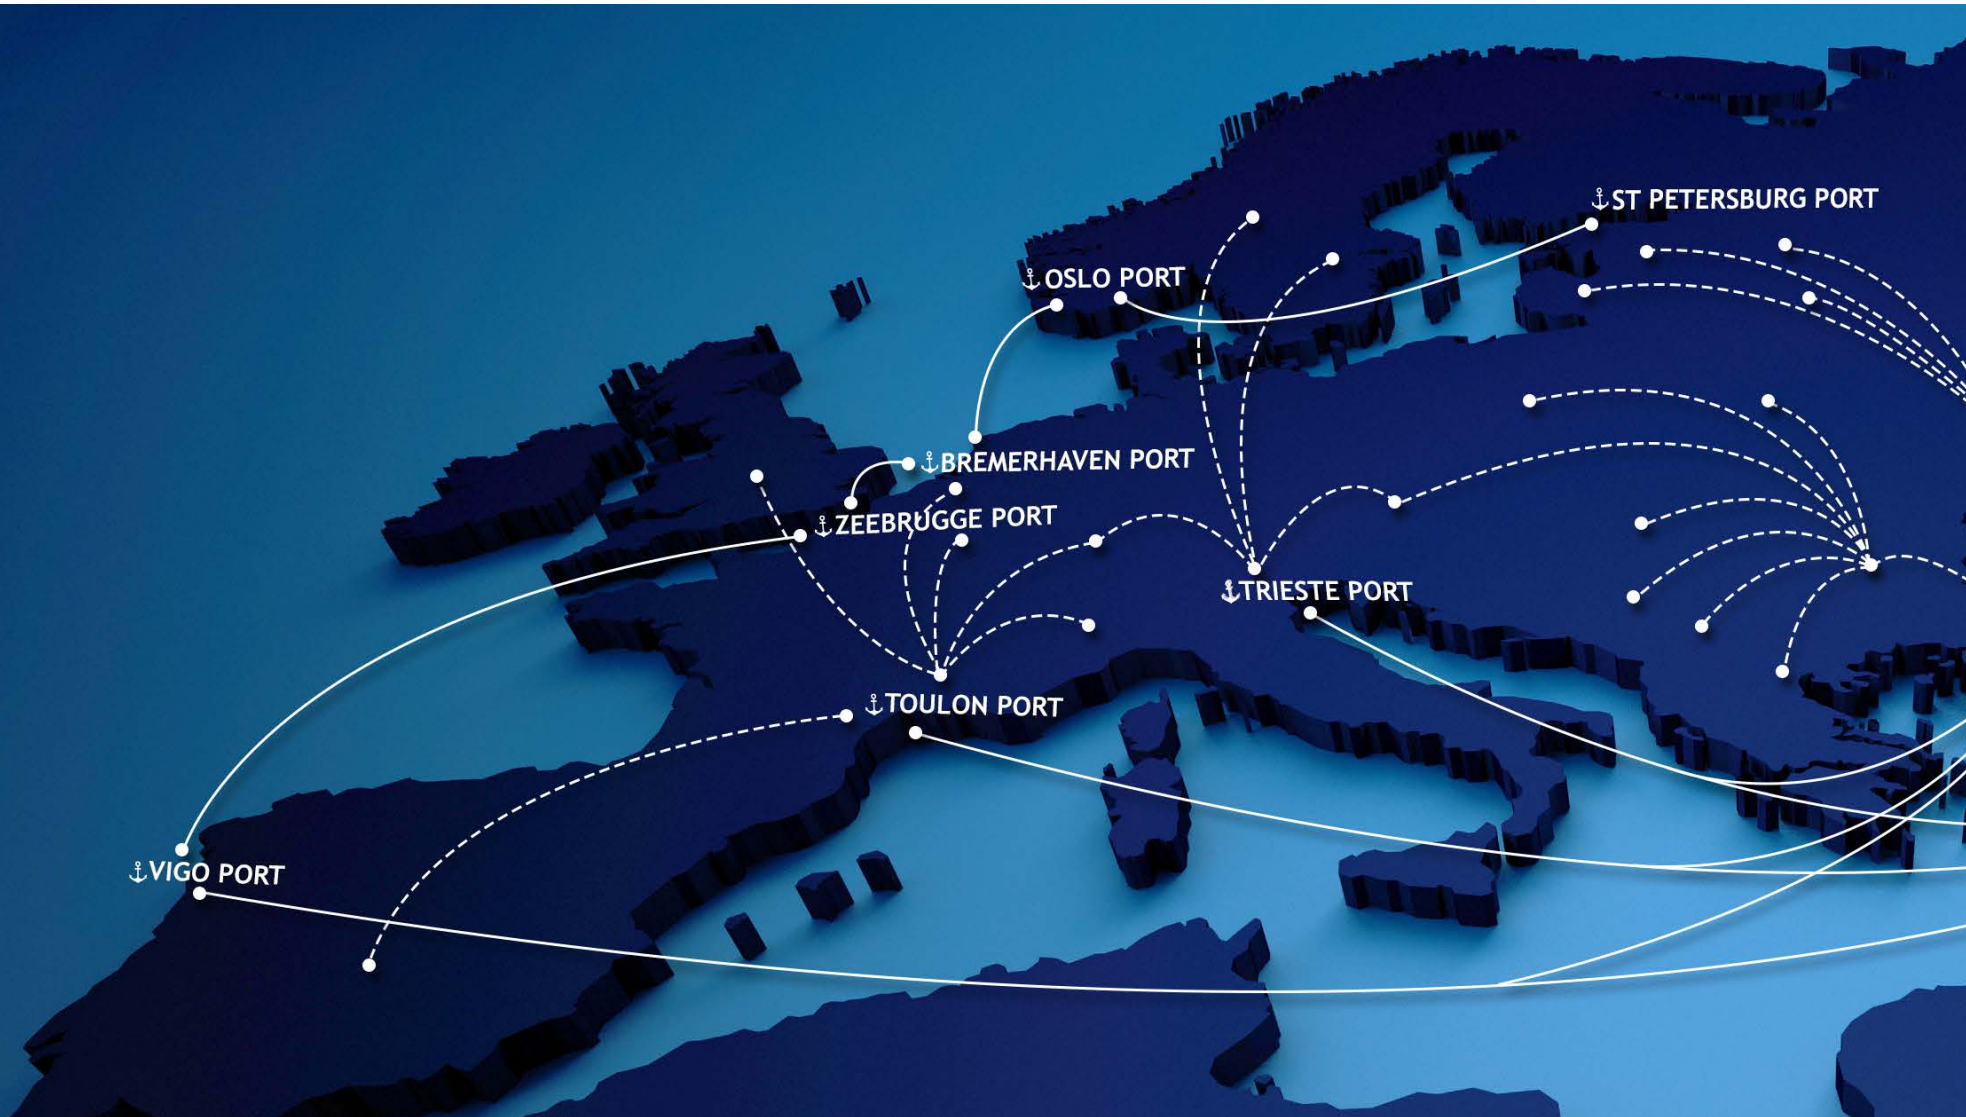 ST PETERSBURG PORT
OSLO PORT
BREMERHAVEN PORT
ZEEBRUGGE PORT
TRIESTE PORT
TOULON PORT
VIGO PORT